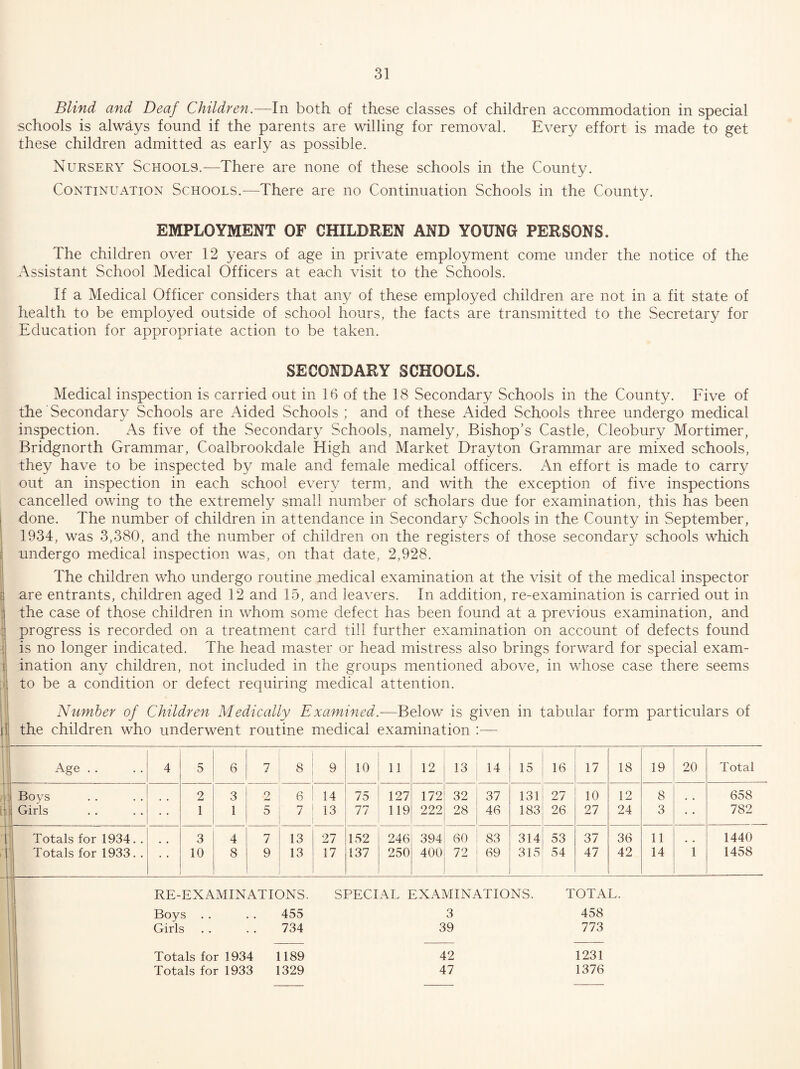 31
Blind and Deaf Children.—In both of these classes of children accommodation in special
schools is always found if the parents are willing for removal. Every effort is made to get
these children admitted as early as possible.
Nursery Schools.—There are none of these schools in the County.
Continuation Schools.—There are no Continuation Schools in the County.
EMPLOYMENT OF CHILDREN AND YOUNG PERSONS.
The children over 12 years of age in private employment come under the notice of the
Assistant School Medical Officers at each visit to the Schools.
If a Medical Officer considers that any of these employed children are not in a fit state of
health to be employed outside of school hours, the facts are transmitted to the Secretary for
Education for appropriate action to be taken.
SECONDARY SCHOOLS.
Medical inspection is carried out in 16 of the 18 Secondary Schools in the County. Five of
the Secondary Schools are Aided Schools ; and of these Aided Schools three undergo medical
inspection. As five of the Secondary Schools, namely, Bishop's Castle, Cleobury Mortimer,
Bridgnorth Grammar, Coalbrookdale High and Market Drayton Grammar are mixed schools,
they have to be inspected by male and female medical officers. An effort is made to carry
out an inspection in each school every term, and with the exception of five inspections
cancelled owing to the extremely small number of scholars due for examination, this has been
done. The number of children in attendance in Secondary Schools in the County in September,
1934, was 3,380, and the number of children on the registers of those secondary schools which
undergo medical inspection was, on that date, 2,928.
The children who undergo routine medical examination at the visit of the medical inspector
are entrants, children aged 12 and 15, and leavers. In addition, re-examination is carried out in
the case of those children in whom some defect has been found at a previous examination, and
progress is recorded on a treatment card till further examination on account of defects found
is no longer indicated. The head master or head mistress also brings forward for special exam-
ination any children, not included in the groups mentioned above, in whose case there seems
to be a condition or defect requiring medical attention.
Number of Children Medically Examined.—Below is given in tabular form particulars of
the children who underwent routine medical examination :—
Age . . . . 4 5 6 7 8 9 10 11 12 13 14 15 16 17 18 19 20 Total
Boys . . . . . . 2 3 2 6 14 75 127 172 32 37 131 27 10 12 8 . . 658
Girls . . . . . . 1 1 5 7 13 77 119 222 28 46 183 26 27 24 3 . . 782
Totals for 1934. . . . 3 4 7 13 27 152 246 394 60 83 314 53 37 36 11 . . 1440
Totals for 1933. . . . 10 8 9 13 17 137 250 400 72 69 315 54 47 42 14 1 1458
RE-EXAMINATIONS. SPECIAL EXAMINATIONS. TOTAL.
Boys . . . . 455 3 458
Girls . . . . 734 39 773
Totals for 1934 1189 42 1231
Totals for 1933 1329 47 1376